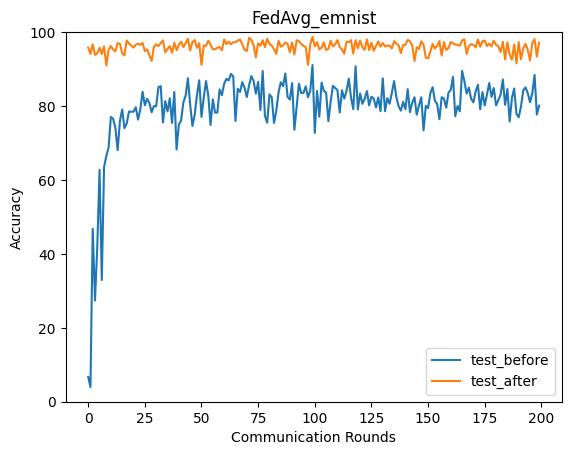 FedAvg_emnist
100
80
60
40
20
0
Accuracy
0 25 50 75 100 125 150 175 200
Communication Rounds
test_before
test_after